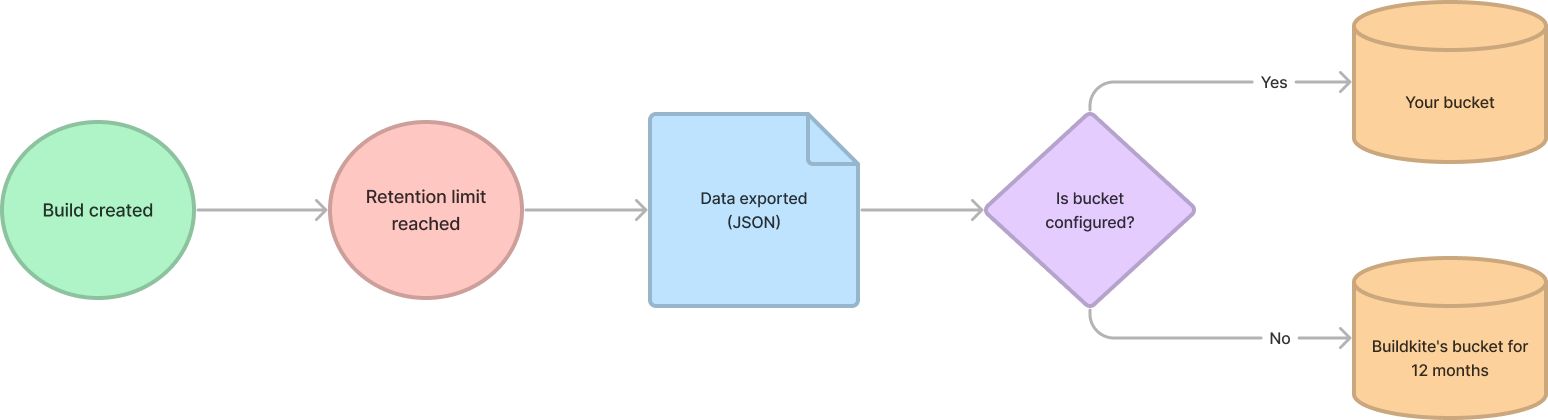 Build created
Retention limit
reached
Data exported
(JSON)
Is bucket
configured?
Yes
Your bucket
No
Buildkite's bucket for
12 months